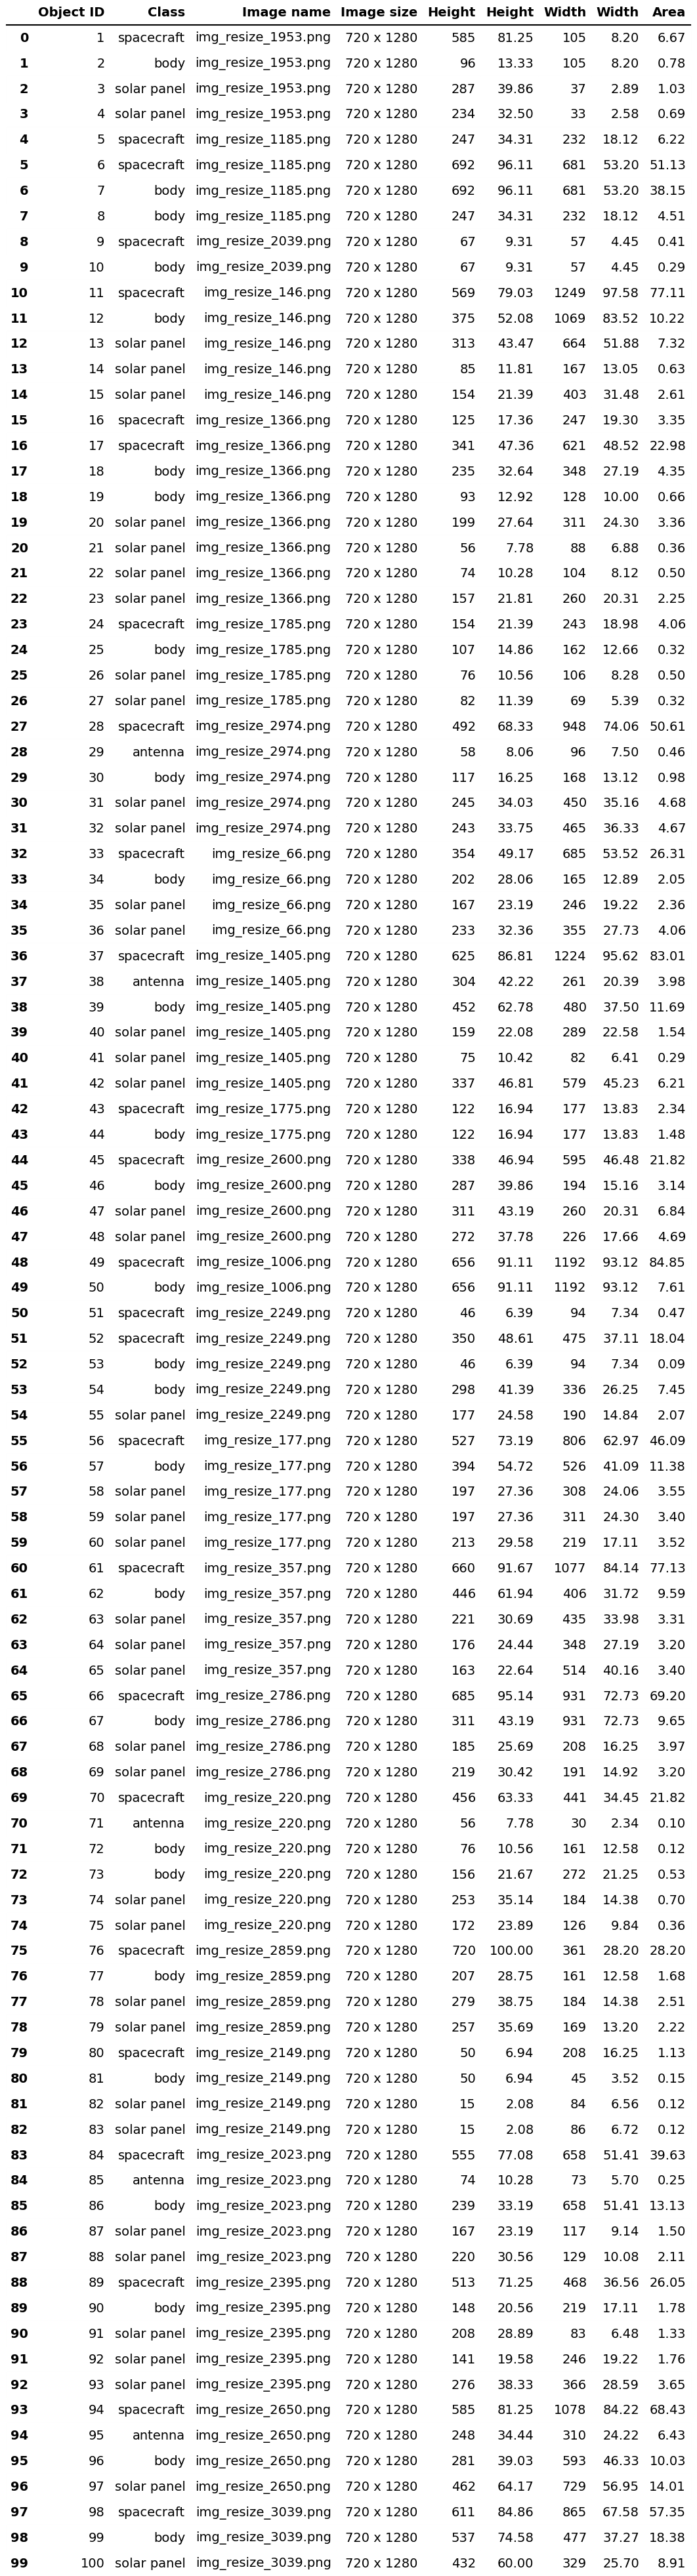 Object ID Class Image name Image size Height Height Width Width Area
0 1 spacecraft img_resize_1953.png 720 x 1280 585 81.25 105 8.20 6.67
1 2 body img_resize_1953.png 720 x 1280 96 13.33 105 8.20 0.78
2 3 solar panel img_resize_1953.png 720 x 1280 287 39.86 37 2.89 1.03
3 4 solar panel img_resize_1953.png 720 x 1280 234 32.50 33 2.58 0.69
4 5 spacecraft img_resize_1185.png 720 x 1280 247 34.31 232 18.12 6.22
5 6 spacecraft img_resize_1185.png 720 x 1280 692 96.11 681 53.20 51.13
6 7 body img_resize_1185.png 720 x 1280 692 96.11 681 53.20 38.15
7 8 body img_resize_1185.png 720 x 1280 247 34.31 232 18.12 4.51
8 9 spacecraft img_resize_2039.png 720 x 1280 67 9.31 57 4.45 0.41
9 10 body img_resize_2039.png 720 x 1280 67 9.31 57 4.45 0.29
10 11 spacecraft img_resize_146.png 720 x 1280 569 79.03 1249 97.58 77.11
11 12 body img_resize_146.png 720 x 1280 375 52.08 1069 83.52 10.22
12 13 solar panel img_resize_146.png 720 x 1280 313 43.47 664 51.88 7.32
13 14 solar panel img_resize_146.png 720 x 1280 85 11.81 167 13.05 0.63
14 15 solar panel img_resize_146.png 720 x 1280 154 21.39 403 31.48 2.61
15 16 spacecraft img_resize_1366.png 720 x 1280 125 17.36 247 19.30 3.35
16 17 spacecraft img_resize_1366.png 720 x 1280 341 47.36 621 48.52 22.98
17 18 body img_resize_1366.png 720 x 1280 235 32.64 348 27.19 4.35
18 19 body img_resize_1366.png 720 x 1280 93 12.92 128 10.00 0.66
19 20 solar panel img_resize_1366.png 720 x 1280 199 27.64 311 24.30 3.36
20 21 solar panel img_resize_1366.png 720 x 1280 56 7.78 88 6.88 0.36
21 22 solar panel img_resize_1366.png 720 x 1280 74 10.28 104 8.12 0.50
22 23 solar panel img_resize_1366.png 720 x 1280 157 21.81 260 20.31 2.25
23 24 spacecraft img_resize_1785.png 720 x 1280 154 21.39 243 18.98 4.06
24 25 body img_resize_1785.png 720 x 1280 107 14.86 162 12.66 0.32
25 26 solar panel img_resize_1785.png 720 x 1280 76 10.56 106 8.28 0.50
26 27 solar panel img_resize_1785.png 720 x 1280 82 11.39 69 5.39 0.32
27 28 spacecraft img_resize_2974.png 720 x 1280 492 68.33 948 74.06 50.61
28 29 antenna img_resize_2974.png 720 x 1280 58 8.06 96 7.50 0.46
29 30 body img_resize_2974.png 720 x 1280 117 16.25 168 13.12 0.98
30 31 solar panel img_resize_2974.png 720 x 1280 245 34.03 450 35.16 4.68
31 32 solar panel img_resize_2974.png 720 x 1280 243 33.75 465 36.33 4.67
32 33 spacecraft img_resize_66.png 720 x 1280 354 49.17 685 53.52 26.31
33 34 body img_resize_66.png 720 x 1280 202 28.06 165 12.89 2.05
34 35 solar panel img_resize_66.png 720 x 1280 167 23.19 246 19.22 2.36
35 36 solar panel img_resize_66.png 720 x 1280 233 32.36 355 27.73 4.06
36 37 spacecraft img_resize_1405.png 720 x 1280 625 86.81 1224 95.62 83.01
37 38 antenna img_resize_1405.png 720 x 1280 304 42.22 261 20.39 3.98
38 39 body img_resize_1405.png 720 x 1280 452 62.78 480 37.50 11.69
39 40 solar panel img_resize_1405.png 720 x 1280 159 22.08 289 22.58 1.54
40 41 solar panel img_resize_1405.png 720 x 1280 75 10.42 82 6.41 0.29
41 42 solar panel img_resize_1405.png 720 x 1280 337 46.81 579 45.23 6.21
42 43 spacecraft img_resize_1775.png 720 x 1280 122 16.94 177 13.83 2.34
43 44 body img_resize_1775.png 720 x 1280 122 16.94 177 13.83 1.48
44 45 spacecraft img_resize_2600.png 720 x 1280 338 46.94 595 46.48 21.82
45 46 body img_resize_2600.png 720 x 1280 287 39.86 194 15.16 3.14
46 47 solar panel img_resize_2600.png 720 x 1280 311 43.19 260 20.31 6.84
47 48 solar panel img_resize_2600.png 720 x 1280 272 37.78 226 17.66 4.69
48 49 spacecraft img_resize_1006.png 720 x 1280 656 91.11 1192 93.12 84.85
49 50 body img_resize_1006.png 720 x 1280 656 91.11 1192 93.12 7.61
50 51 spacecraft img_resize_2249.png 720 x 1280 46 6.39 94 7.34 0.47
51 52 spacecraft img_resize_2249.png 720 x 1280 350 48.61 475 37.11 18.04
52 53 body img_resize_2249.png 720 x 1280 46 6.39 94 7.34 0.09
53 54 body img_resize_2249.png 720 x 1280 298 41.39 336 26.25 7.45
54 55 solar panel img_resize_2249.png 720 x 1280 177 24.58 190 14.84 2.07
55 56 spacecraft img_resize_177.png 720 x 1280 527 73.19 806 62.97 46.09
56 57 body img_resize_177.png 720 x 1280 394 54.72 526 41.09 11.38
57 58 solar panel img_resize_177.png 720 x 1280 197 27.36 308 24.06 3.55
58 59 solar panel img_resize_177.png 720 x 1280 197 27.36 311 24.30 3.40
59 60 solar panel img_resize_177.png 720 x 1280 213 29.58 219 17.11 3.52
60 61 spacecraft img_resize_357.png 720 x 1280 660 91.67 1077 84.14 77.13
61 62 body img_resize_357.png 720 x 1280 446 61.94 406 31.72 9.59
62 63 solar panel img_resize_357.png 720 x 1280 221 30.69 435 33.98 3.31
63 64 solar panel img_resize_357.png 720 x 1280 176 24.44 348 27.19 3.20
64 65 solar panel img_resize_357.png 720 x 1280 163 22.64 514 40.16 3.40
65 66 spacecraft img_resize_2786.png 720 x 1280 685 95.14 931 72.73 69.20
66 67 body img_resize_2786.png 720 x 1280 311 43.19 931 72.73 9.65
67 68 solar panel img_resize_2786.png 720 x 1280 185 25.69 208 16.25 3.97
68 69 solar panel img_resize_2786.png 720 x 1280 219 30.42 191 14.92 3.20
69 70 spacecraft img_resize_220.png 720 x 1280 456 63.33 441 34.45 21.82
70 71 antenna img_resize_220.png 720 x 1280 56 7.78 30 2.34 0.10
71 72 body img_resize_220.png 720 x 1280 76 10.56 161 12.58 0.12
72 73 body img_resize_220.png 720 x 1280 156 21.67 272 21.25 0.53
73 74 solar panel img_resize_220.png 720 x 1280 253 35.14 184 14.38 0.70
74 75 solar panel img_resize_220.png 720 x 1280 172 23.89 126 9.84 0.36
75 76 spacecraft img_resize_2859.png 720 x 1280 720 100.00 361 28.20 28.20
76 77 body img_resize_2859.png 720 x 1280 207 28.75 161 12.58 1.68
77 78 solar panel img_resize_2859.png 720 x 1280 279 38.75 184 14.38 2.51
78 79 solar panel img_resize_2859.png 720 x 1280 257 35.69 169 13.20 2.22
79 80 spacecraft img_resize_2149.png 720 x 1280 50 6.94 208 16.25 1.13
80 81 body img_resize_2149.png 720 x 1280 50 6.94 45 3.52 0.15
81 82 solar panel img_resize_2149.png 720 x 1280 15 2.08 84 6.56 0.12
82 83 solar panel img_resize_2149.png 720 x 1280 15 2.08 86 6.72 0.12
83 84 spacecraft img_resize_2023.png 720 x 1280 555 77.08 658 51.41 39.63
84 85 antenna img_resize_2023.png 720 x 1280 74 10.28 73 5.70 0.25
85 86 body img_resize_2023.png 720 x 1280 239 33.19 658 51.41 13.13
86 87 solar panel img_resize_2023.png 720 x 1280 167 23.19 117 9.14 1.50
87 88 solar panel img_resize_2023.png 720 x 1280 220 30.56 129 10.08 2.11
88 89 spacecraft img_resize_2395.png 720 x 1280 513 71.25 468 36.56 26.05
89 90 body img_resize_2395.png 720 x 1280 148 20.56 219 17.11 1.78
90 91 solar panel img_resize_2395.png 720 x 1280 208 28.89 83 6.48 1.33
91 92 solar panel img_resize_2395.png 720 x 1280 141 19.58 246 19.22 1.76
92 93 solar panel img_resize_2395.png 720 x 1280 276 38.33 366 28.59 3.65
93 94 spacecraft img_resize_2650.png 720 x 1280 585 81.25 1078 84.22 68.43
94 95 antenna img_resize_2650.png 720 x 1280 248 34.44 310 24.22 6.43
95 96 body img_resize_2650.png 720 x 1280 281 39.03 593 46.33 10.03
96 97 solar panel img_resize_2650.png 720 x 1280 462 64.17 729 56.95 14.01
97 98 spacecraft img_resize_3039.png 720 x 1280 611 84.86 865 67.58 57.35
98 99 body img_resize_3039.png 720 x 1280 537 74.58 477 37.27 18.38
99 100 solar panel img_resize_3039.png 720 x 1280 432 60.00 329 25.70 8.91